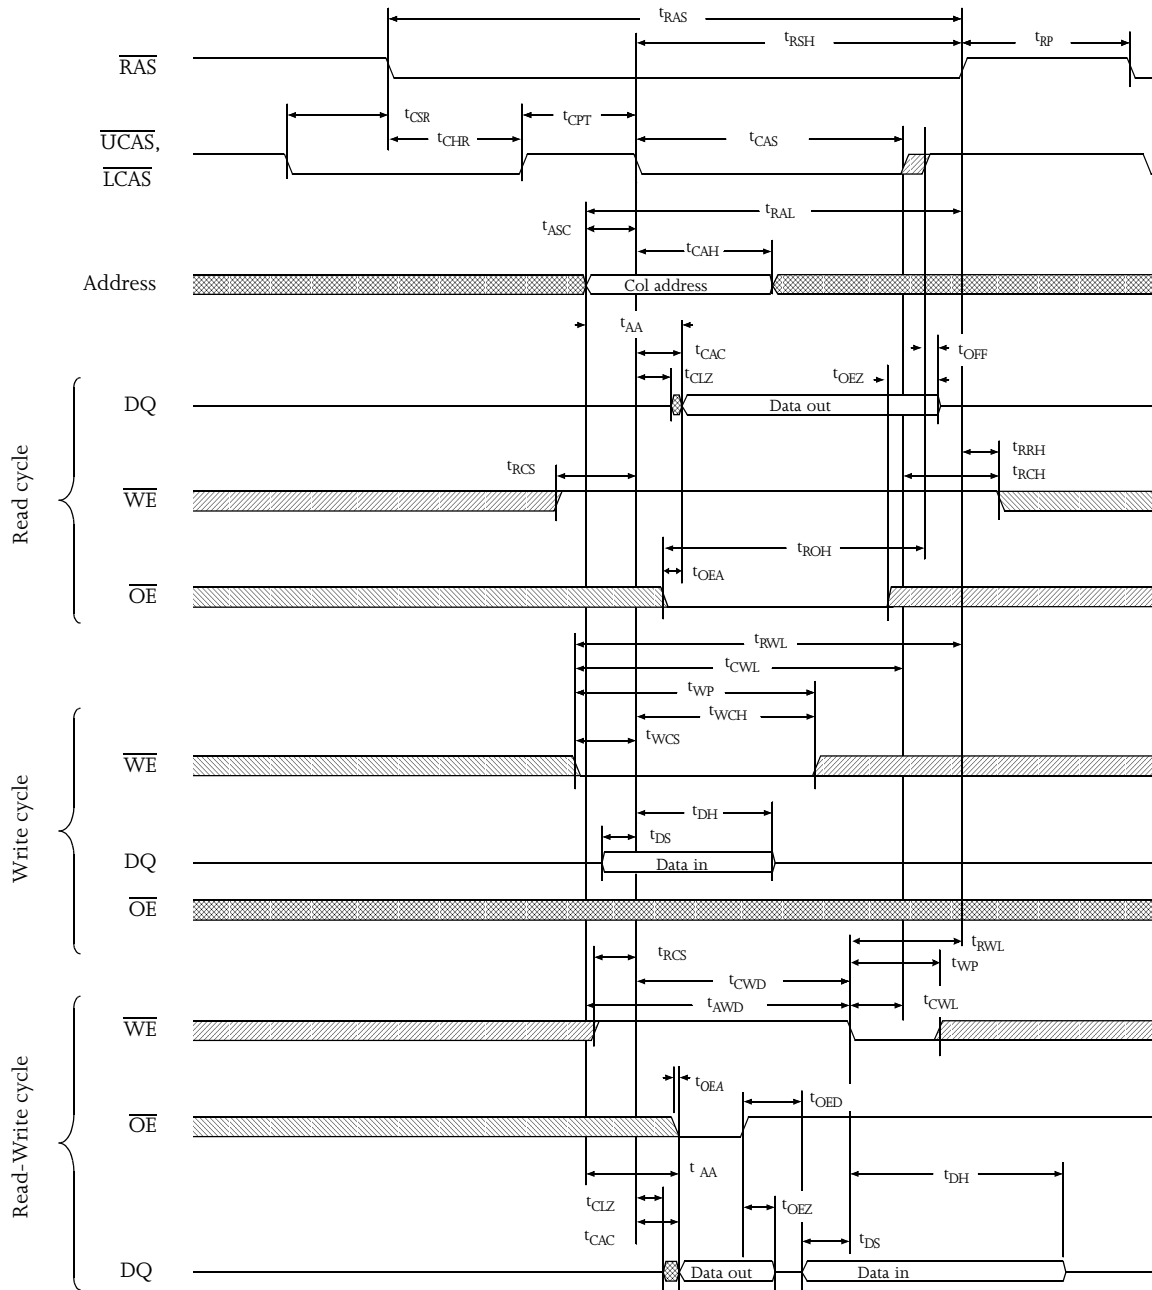 tRAS
tRSH
tRP
RAS
tCSR
tCPT
tCHR
tCAS
UCAS,
LCAS
tRAL
tASC
tCAH
Address
Col address
tAA
tCAC
tOFF
tCLZ
tOEZ
DQ
Data out
tRRH
tRCS
tRCH
WE
Read cycle
tROH
tOEA
OE
tRWL
tCWL
tWP
tWCH
tWCS
WE
Write cycle
tDH
tDS
DQ
Data in
OE
tRWL
tRCS
tWP
tCWD
tCWL
tAWD
WE
Read-Write cycle
tOEA
tOED
OE
t AA
tDH
tCLZ
tOEZ
tCAC
tDS
DQ
Data out
Data in